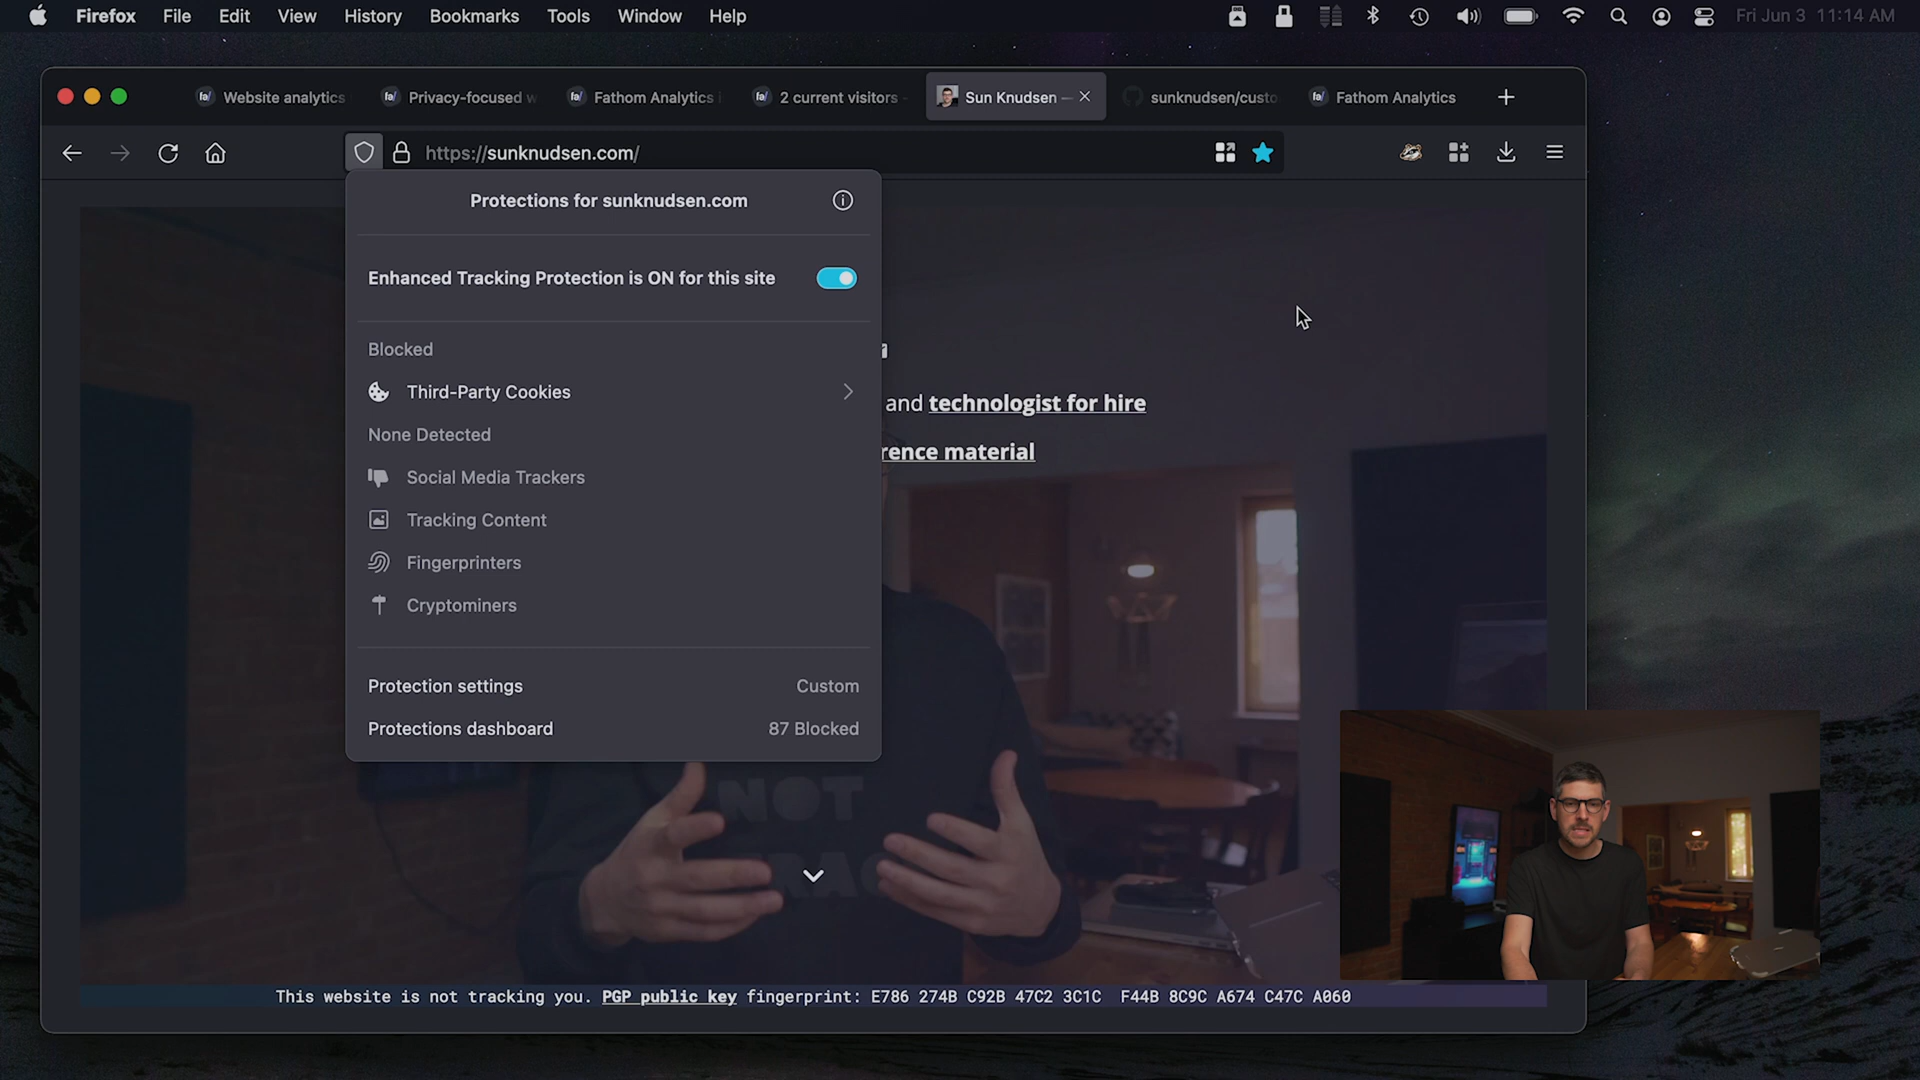 Firefox File Edit View History Bookmarks Tools Window Help Fri Jun 3 11:14 AM
Website analytics Privacy-focused w Fathom Analytics 2 current visitors - Sun Knudsen — sunknudsen/custo Fathom Analytics
https://sunknudsen.com/
Protections for sunknudsen.com
Enhanced Tracking Protection is ON for this site
Blocked
Third-Party Cookies
and technologist for hire
None Detected
rence material
Social Media Trackers
Tracking Content
Fingerprinters
Cryptominers
Protection settings Custom
Protections dashboard 87 Blocked
NOT
This website is not tracking you. PGP public key fingerprint: E786 274B C92B 47C2 3C1C F44B 8C9C A674 C47C A060